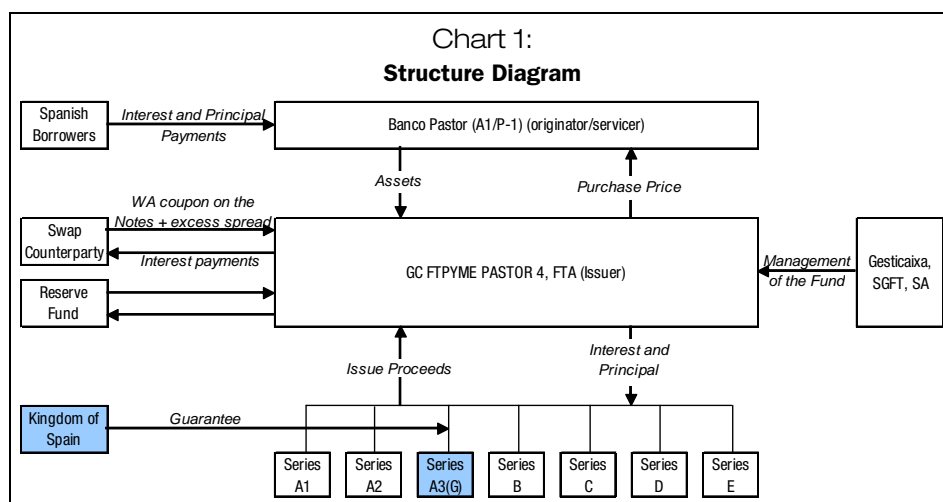 Chart 1:
Structure Diagram
Spanish
Borrowers
Interest and Principal
Payments
Banco Pastor (A1/P-1) (originator/servicer)
Assets
Purchase Price
WA coupon on the
Notes + excess spread
Swap
Counterparty
Interest payments
GC FTPYME PASTOR 4, FTA (Issuer)
Management
of the Fund
Gesticaixa,
SGFT, SA
Reserve
Fund
Issue Proceeds
Interest and
Principal
Kingdom of
Spain
Guarantee
Series
A1
Series
A2
Series
A3(G)
Series
B
Series
C
Series
D
Series
E